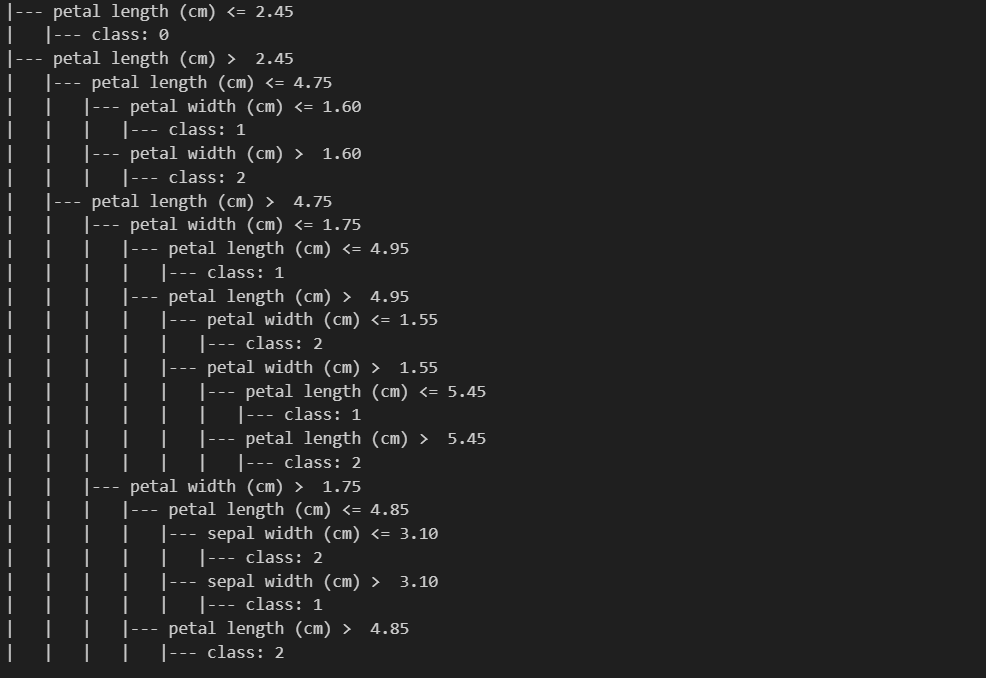 |--- petal length (cm) <= 2.45
|   |--- class: 0
|--- petal length (cm) >  2.45
|   |--- petal length (cm) <= 4.75
|   |   |--- petal width (cm) <= 1.60
|   |   |   |--- class: 1
|   |   |--- petal width (cm) >  1.60
|   |   |   |--- class: 2
|   |--- petal length (cm) >  4.75
|   |   |--- petal width (cm) <= 1.75
|   |   |   |--- petal length (cm) <= 4.95
|   |   |   |   |--- class: 1
|   |   |   |--- petal length (cm) >  4.95
|   |   |   |   |--- petal width (cm) <= 1.55
|   |   |   |   |   |--- class: 2
|   |   |   |   |--- petal width (cm) >  1.55
|   |   |   |   |   |--- petal length (cm) <= 5.45
|   |   |   |   |   |   |--- class: 1
|   |   |   |   |   |--- petal length (cm) >  5.45
|   |   |   |   |   |   |--- class: 2
|   |   |--- petal width (cm) >  1.75
|   |   |   |--- petal length (cm) <= 4.85
|   |   |   |   |--- sepal width (cm) <= 3.10
|   |   |   |   |   |--- class: 2
|   |   |   |   |--- sepal width (cm) >  3.10
|   |   |   |   |   |--- class: 1
|   |   |   |--- petal length (cm) >  4.85
|   |   |   |   |--- class: 2